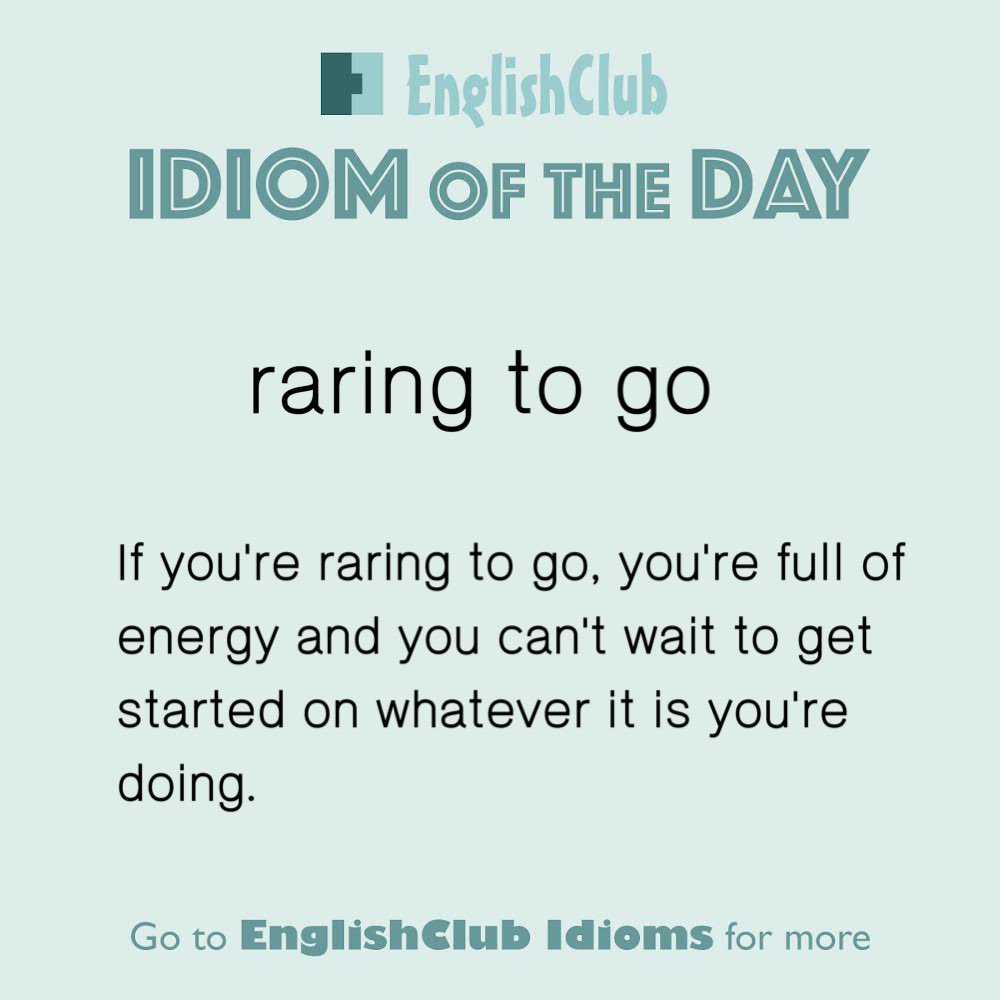 EnglishClub
IDIOM OF THE DAY
raring to go
If you're raring to go, you're full of
energy and you can't wait to get
started on whatever it is you're
doing.
Go to EnglishClub Idioms for more